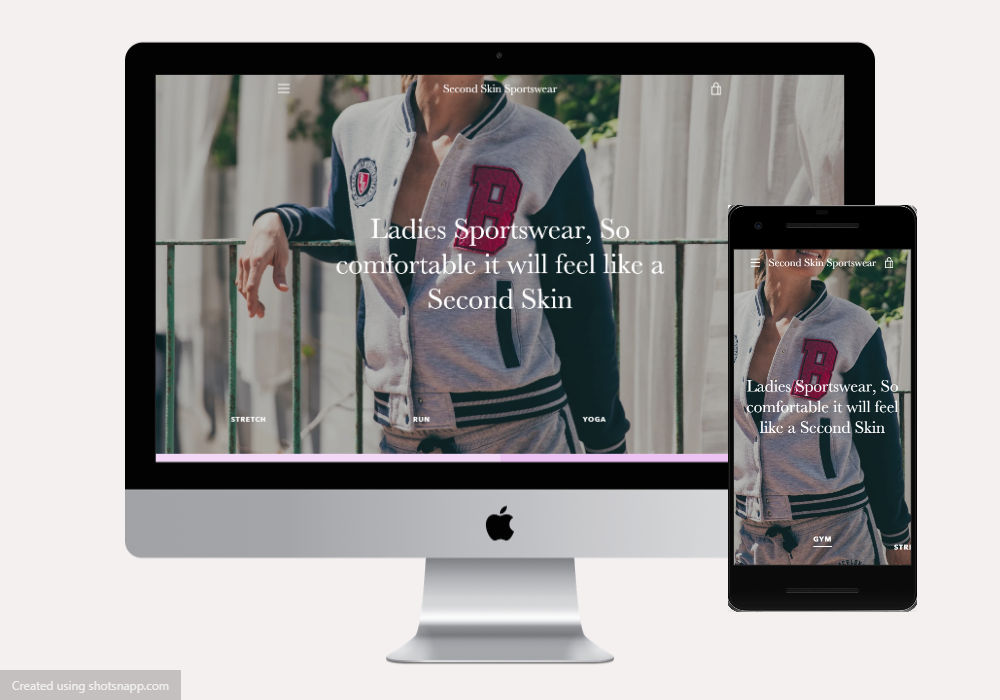 Second Skin Sportswear
B
Ladies Sportswear, So
comfortable it will feel like a
Second Skin
STRETCH
RUN
YOGA
Second Skin Sportswear
B
Ladies Sportswear, So
comfortable it will feel
like a Second Skin
GYM
STR
Created using shotsnapp.com